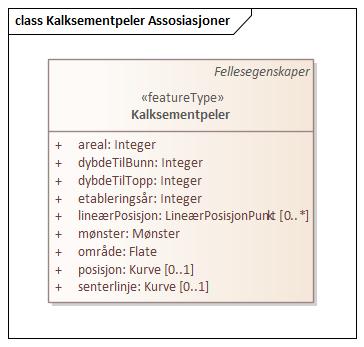 class Kalksementpeler Assosiasjoner
Fellesegenskaper
«featureType»
Kalksementpeler
+ areal: Integer
+ dybdeTilBunn: Integer
+ dybdeTilTopp: Integer
+ etableringsår: Integer
+ lineærPosisjon: LineærPosisjonPunkt [0..*]
+ mønster: Mønster
+ område: Flate
+ posisjon: Kurve [0..1]
+ senterlinje: Kurve [0..1]